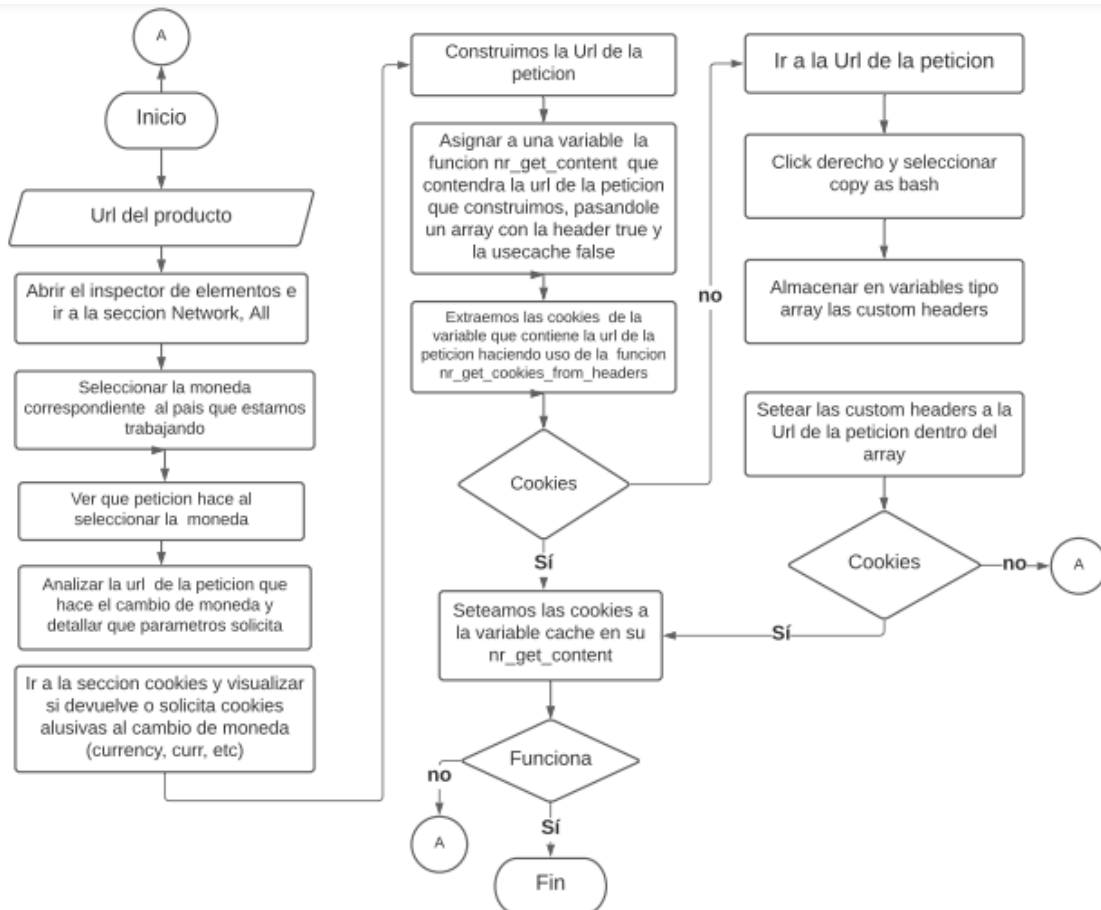 A
Inicio
Url del producto
Abrir el inspector de elementos e
ir a la seccion Network, All
Seleccionar la moneda
correspondiente al pais que estamos
trabajando
Ver que peticion hace al
seleccionar la moneda
Analizar la url de la peticion que
hace el cambio de moneda y
detallar que parametros solicita
Ir a la seccion cookies y visualizar
si devuelve o solicita cookies
alusivas al cambio de moneda
(currency, curr, etc)
Construimos la Url de la
peticion
Asignar a una variable la
funcion nr_get_content que
contendra la url de la peticion
que construimos, pasandole
un array con la header true y
la usecache false
Extraemos las cookies de la
variable que contiene la url de la
peticion haciendo uso de la funcion
nr_get_cookies_from_headers
Cookies
no
Sí
Seteamos las cookies a
la variable cache en su
nr_get_content
Funciona
no
A
Sí
Fin
Ir a la Url de la peticion
Click derecho y seleccionar
copy as bash
Almacenar en variables tipo
array las custom headers
Setear las custom headers a la
Url de la peticion dentro del
array
Cookies
no
A
Sí